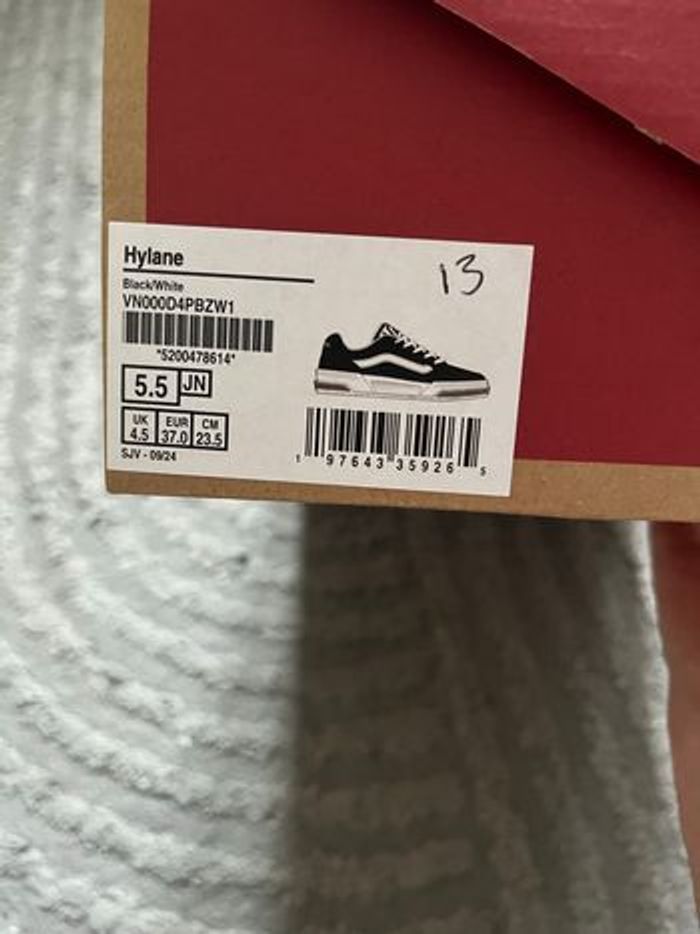 Hylane
13
Black/White
VN000D4PBZW1
*5200478614*
5.5 JN
UK EUR CM
4.5 37.0 23.5
SJV - 09/24
1 97643 35926 5